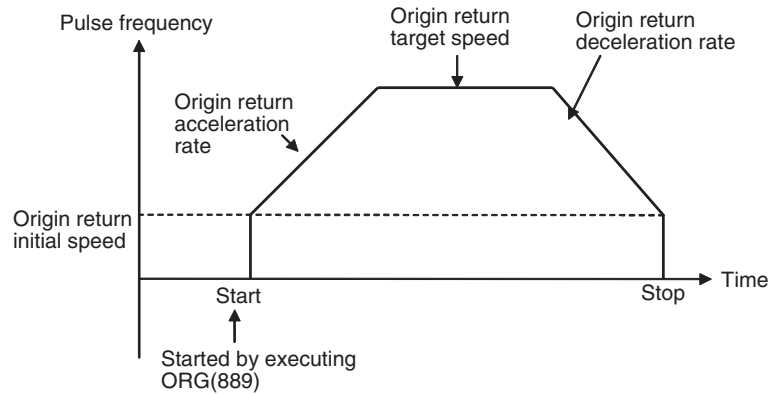 Pulse frequency
Origin return
target speed
Origin return
deceleration rate
Origin return
acceleration
rate
Origin return
initial speed
Start
Stop
Time
Started by executing
ORG(889)